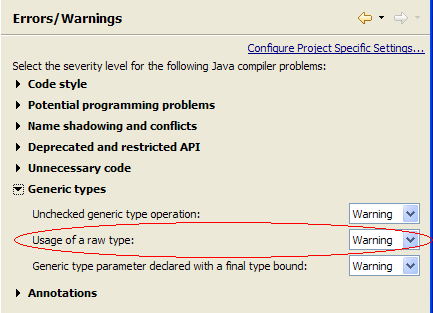 Errors/Warnings
Configure Project Specific Settings...
Select the severity level for the following Java compiler problems:
Code style
Potential programming problems
Name shadowing and conflicts
Deprecated and restricted API
Unnecessary code
Generic types
Unchecked generic type operation: Warning
Usage of a raw type: Warning
Generic type parameter declared with a final type bound: Warning
Annotations